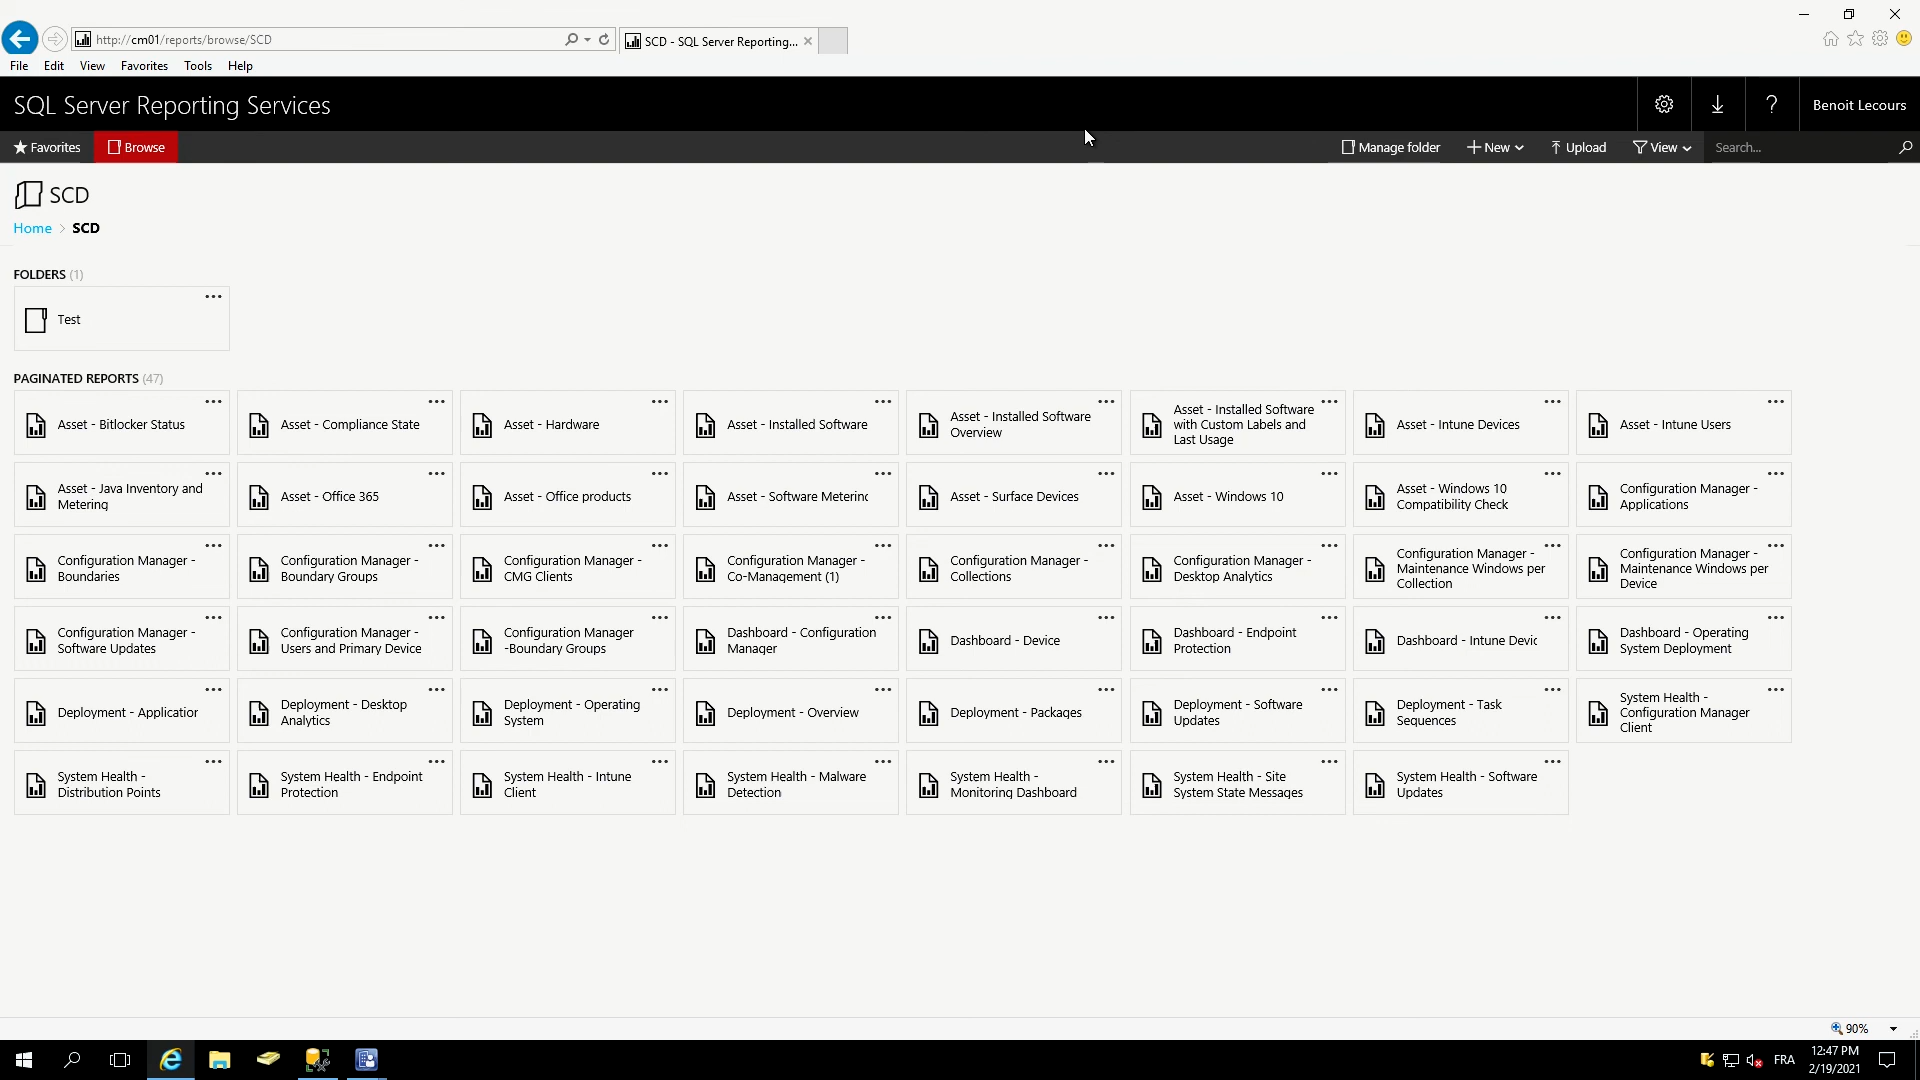 http://cm01/reports/browse/SCD
SCD - SQL Server Reporting...
File Edit View Favorites Tools Help
SQL Server Reporting Services
? Benoit Lecours
Favorites Browse Manage folder New Upload View Search...
SCD
Home > SCD
FOLDERS (1)
Test
PAGINATED REPORTS (47)
Asset - Bitlocker Status
Asset - Compliance State
Asset - Hardware
Asset - Installed Software
Asset - Installed Software
Overview
Asset - Installed Software
with Custom Labels and
Last Usage
Asset - Intune Devices
Asset - Intune Users
Asset - Java Inventory and
Metering
Asset - Office 365
Asset - Office products
Asset - Software Metering
Asset - Surface Devices
Asset - Windows 10
Asset - Windows 10
Compatibility Check
Configuration Manager -
Applications
Configuration Manager -
Boundaries
Configuration Manager -
Boundary Groups
Configuration Manager -
CMG Clients
Configuration Manager -
Co-Management (1)
Configuration Manager -
Collections
Configuration Manager -
Desktop Analytics
Configuration Manager -
Maintenance Windows per
Collection
Configuration Manager -
Maintenance Windows per
Device
Configuration Manager -
Software Updates
Configuration Manager -
Users and Primary Device
Configuration Manager
-Boundary Groups
Dashboard - Configuration
Manager
Dashboard - Device
Dashboard - Endpoint
Protection
Dashboard - Intune Devic
Dashboard - Operating
System Deployment
Deployment - Application
Deployment - Desktop
Analytics
Deployment - Operating
System
Deployment - Overview
Deployment - Packages
Deployment - Software
Updates
Deployment - Task
Sequences
System Health -
Configuration Manager
Client
System Health -
Distribution Points
System Health - Endpoint
Protection
System Health - Intune
Client
System Health - Malware
Detection
System Health -
Monitoring Dashboard
System Health - Site
System State Messages
System Health - Software
Updates
90%
FRA
12:47 PM
2/19/2021